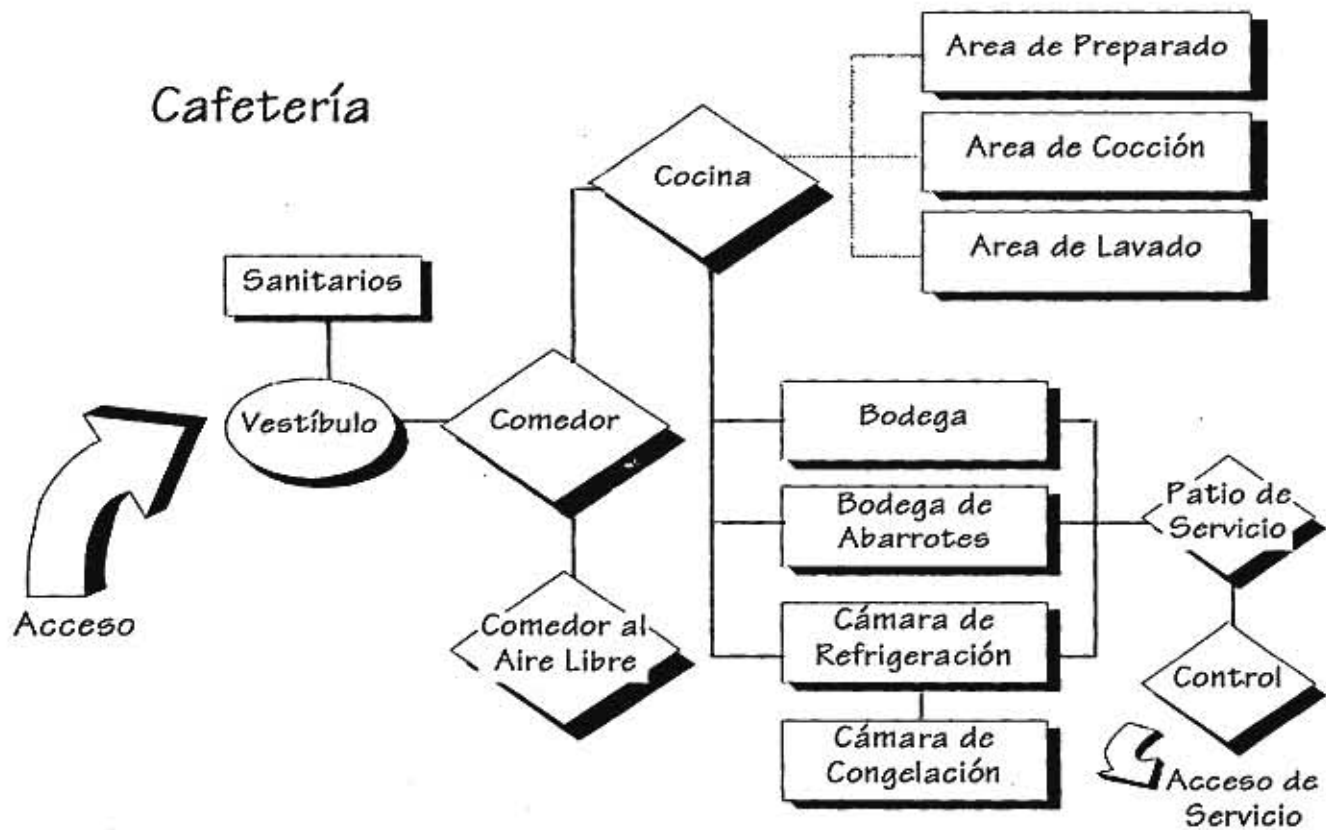 Cafetería
Area de Preparado
Cocina
Area de Cocción
Area de Lavado
Sanitarios
Vestíbulo
Comedor
Bodega
Bodega de
Abarrotes
Patio de
Servicio
Acceso
Comedor al
Aire Libre
Cámara de
Refrigeración
Control
Cámara de
Congelación
Acceso de
Servicio